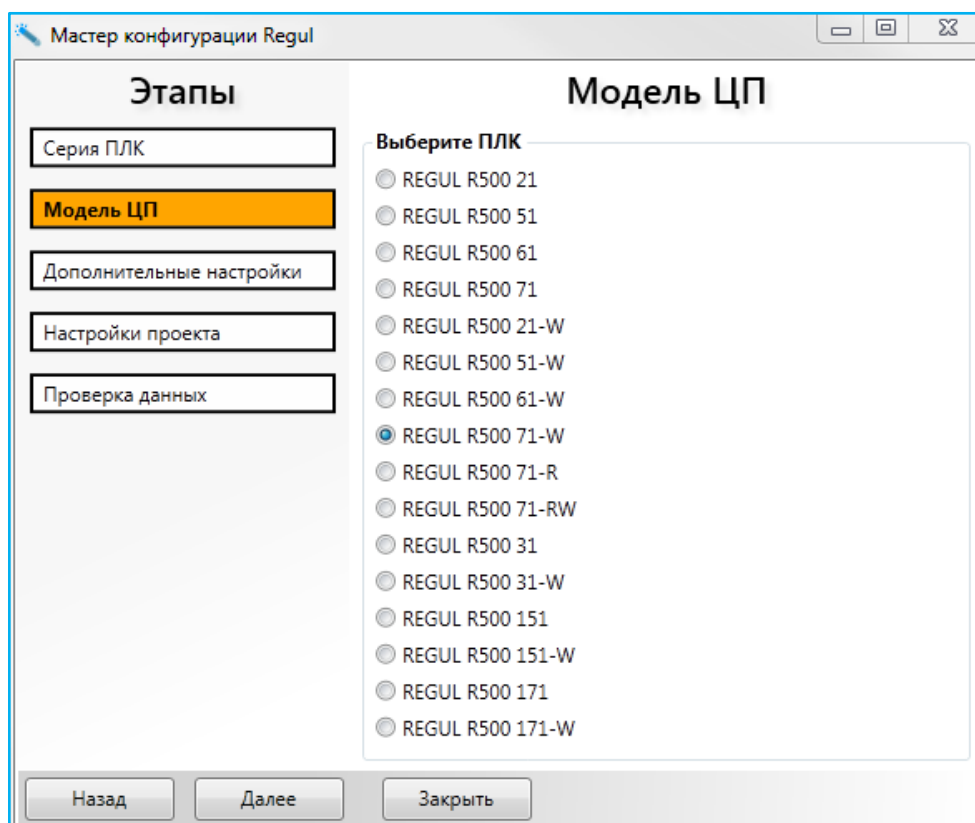 Мастер конфигурации Regul
Этапы
Серия ПЛК
Модель ЦП
Дополнительные настройки
Настройки проекта
Проверка данных
Модель ЦП
Выберите ПЛК
REGUL R500 21
REGUL R500 51
REGUL R500 61
REGUL R500 71
REGUL R500 21-W
REGUL R500 51-W
REGUL R500 61-W
REGUL R500 71-W
REGUL R500 71-R
REGUL R500 71-RW
REGUL R500 31
REGUL R500 31-W
REGUL R500 151
REGUL R500 151-W
REGUL R500 171
REGUL R500 171-W
Назад
Далее
Закрыть